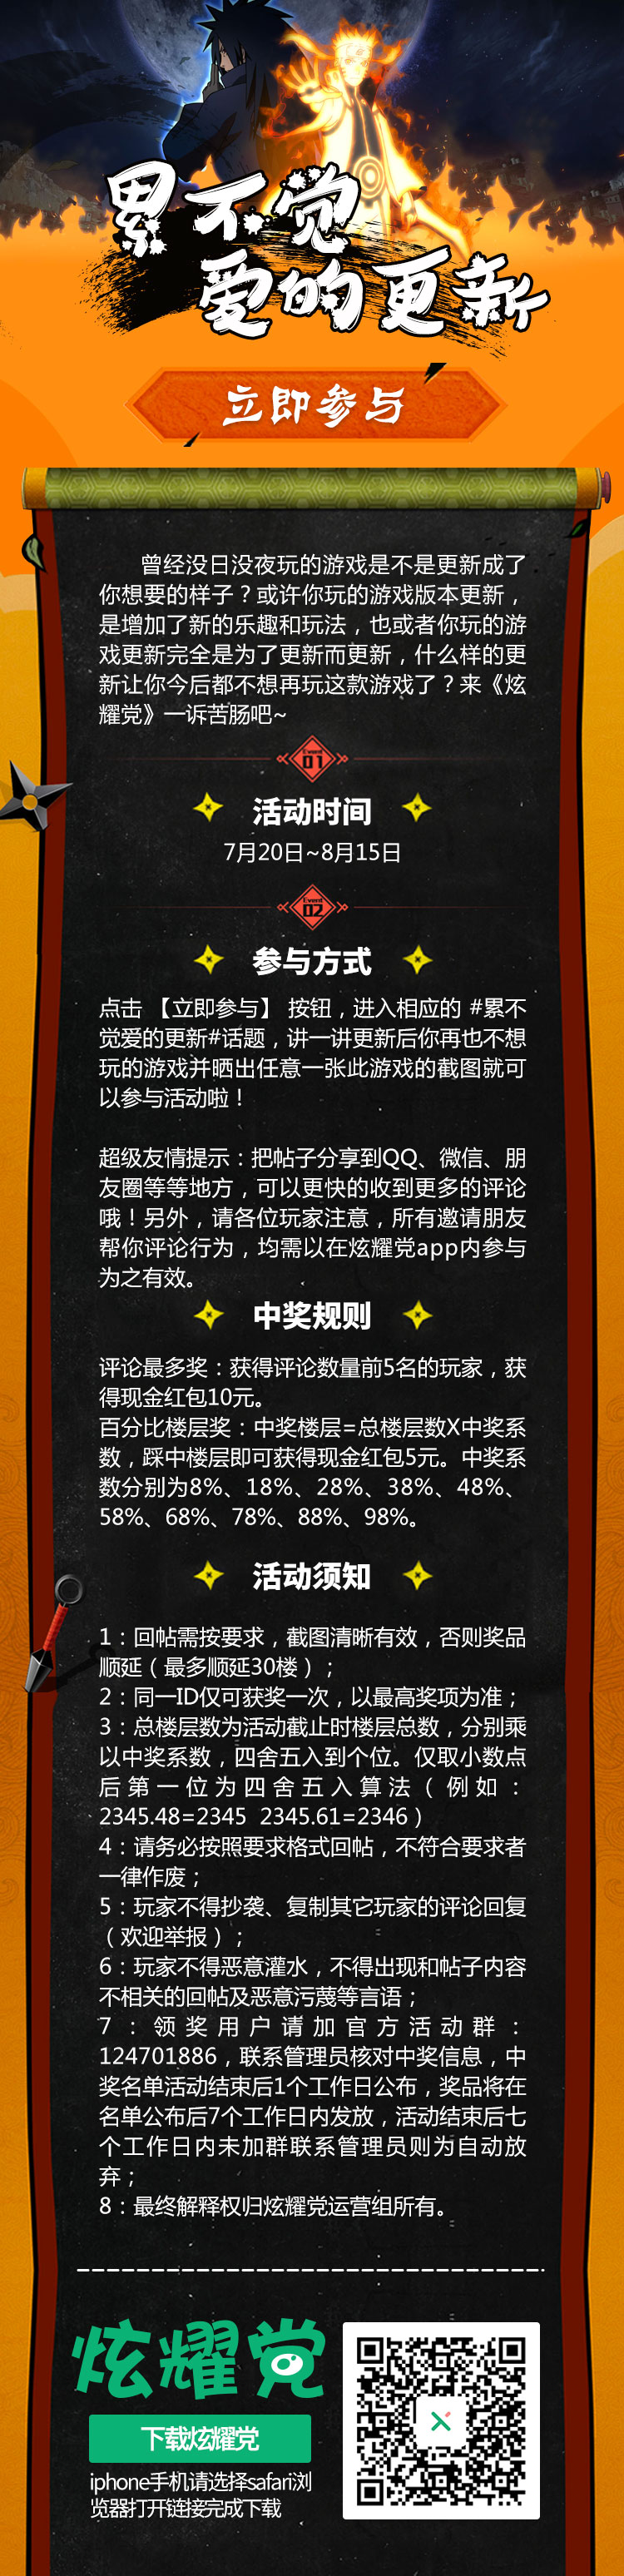 累不觉
爱的更新
立即参与
曾经没日没夜玩的游戏是不是更新成了
你想要的样子？或许你玩的游戏版本更新，
是增加了新的乐趣和玩法，也或者你玩的游
戏更新完全是为了更新而更新，什么样的更
新让你今后都不想再玩这款游戏了？来《炫
耀党》一诉苦肠吧~
Event
01
活动时间
7月20日~8月15日
Event
02
参与方式
点击 【立即参与】 按钮，进入相应的 #累不
觉爱的更新#话题，讲一讲更新后你再也不想
玩的游戏并晒出任意一张此游戏的截图就可
以参与活动啦！
超级友情提示：把帖子分享到QQ、微信、朋
友圈等等地方，可以更快的收到更多的评论
哦！另外，请各位玩家注意，所有邀请朋友
帮你评论行为，均需以在炫耀党app内参与
为之有效。
中奖规则
评论最多奖：获得评论数量前5名的玩家，获
得现金红包10元。
百分比楼层奖：中奖楼层=总楼层数X中奖系
数，踩中楼层即可获得现金红包5元。中奖系
数分别为8%、18%、28%、38%、48%、
58%、68%、78%、88%、98%。
活动须知
1：回帖需按要求，截图清晰有效，否则奖品
顺延（最多顺延30楼）；
2：同一ID仅可获奖一次，以最高奖项为准；
3：总楼层数为活动截止时楼层总数，分别乘
以中奖系数，四舍五入到个位。仅取小数点
后第一位为四舍五入算法（例如：
2345.48=2345 2345.61=2346）
4：请务必按照要求格式回帖，不符合要求者
一律作废；
5：玩家不得抄袭、复制其它玩家的评论回复
（欢迎举报）；
6：玩家不得恶意灌水，不得出现和帖子内容
不相关的回帖及恶意污蔑等言语；
7：领奖用户请加官方活动群：
124701886，联系管理员核对中奖信息，中
奖名单活动结束后1个工作日公布，奖品将在
名单公布后7个工作日内发放，活动结束后七
个工作日内未加群联系管理员则为自动放
弃；
8：最终解释权归炫耀党运营组所有。
炫耀党
下载炫耀党
iphone手机请选择safari浏
览器打开链接完成下载